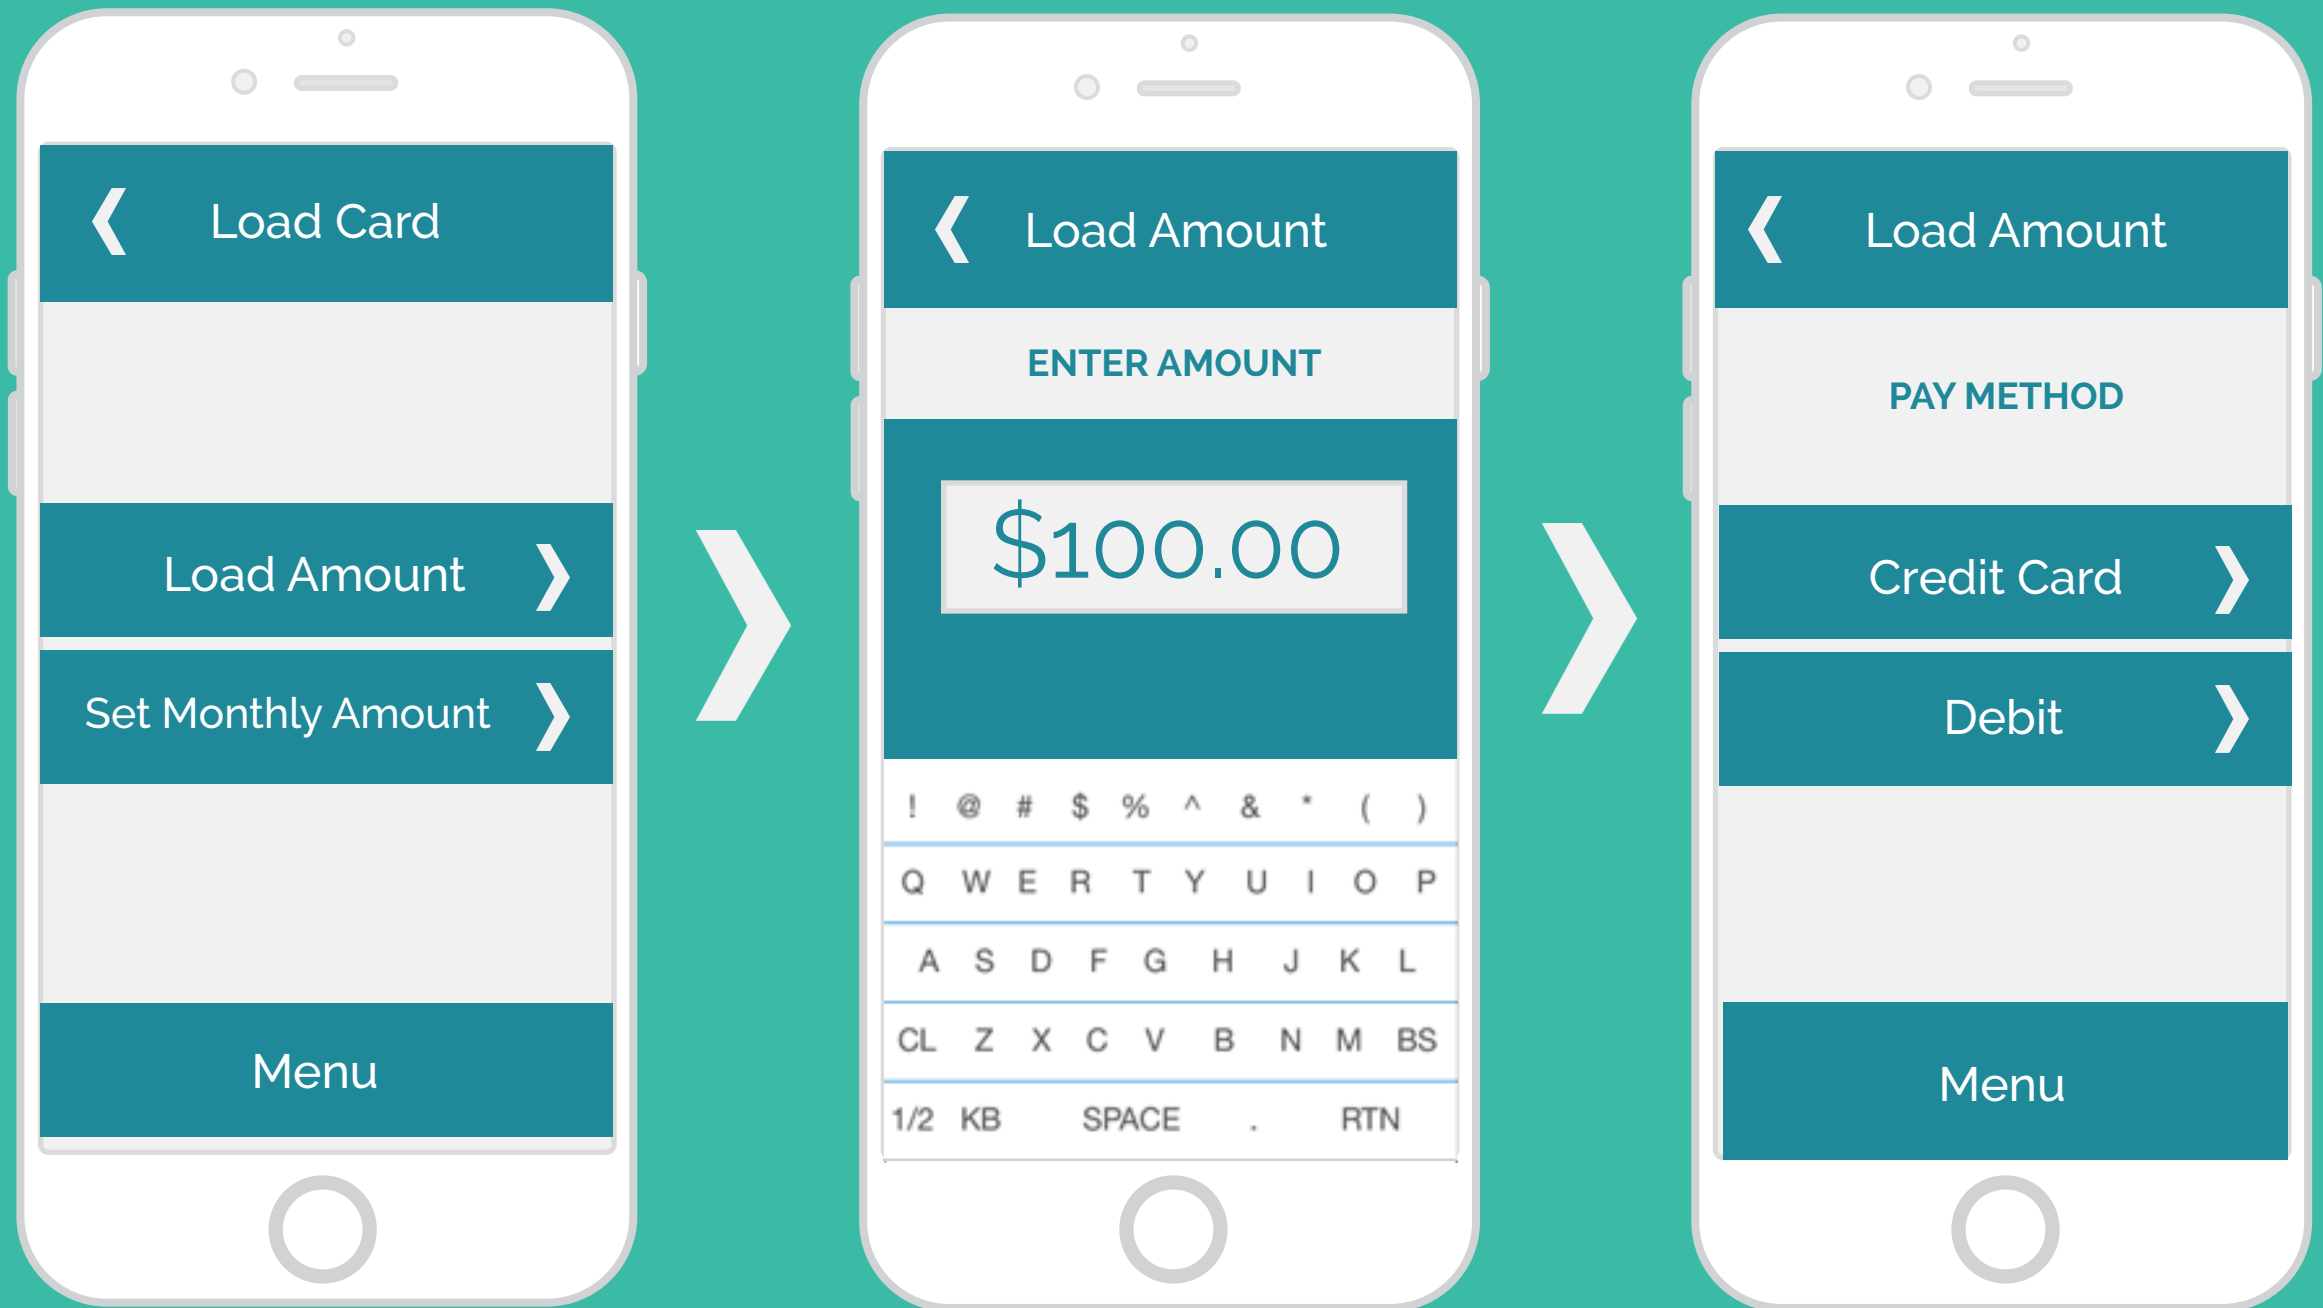 Load Card
Load Amount
Set Monthly Amount
Menu
Load Amount
ENTER AMOUNT
$100.00
! @ # $ % ^ & * ( )
Q W E R T Y U I O P
A S D F G H J K L
CL Z X C V B N M BS
1/2 KB SPACE . RTN
Load Amount
PAY METHOD
Credit Card
Debit
Menu